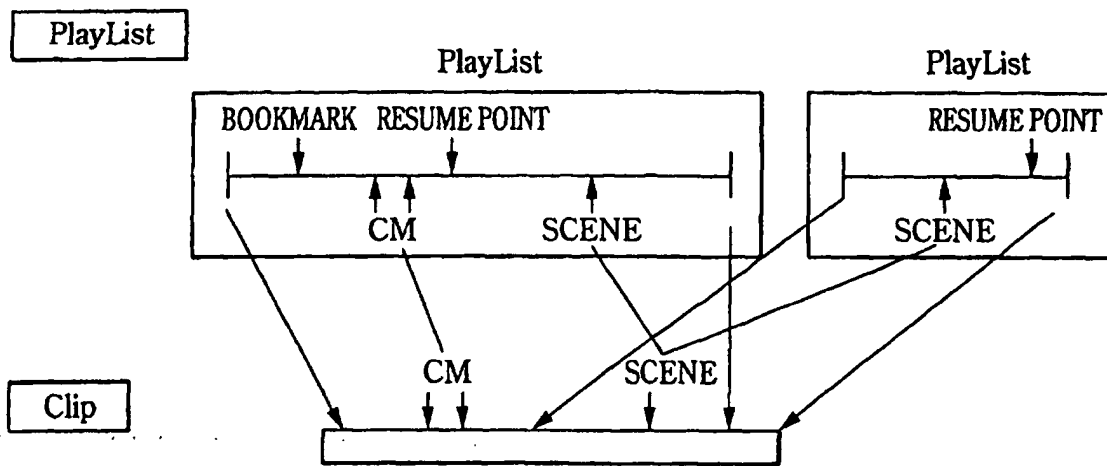 PlayList
PlayList PlayList
BOOKMARK RESUME POINT RESUME POINT
CM SCENE SCENE
CM SCENE
Clip